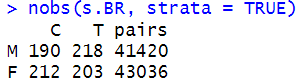 > nobs(s.BR, strata = TRUE)
C T pairs
M 190 218 41420
F 212 203 43036